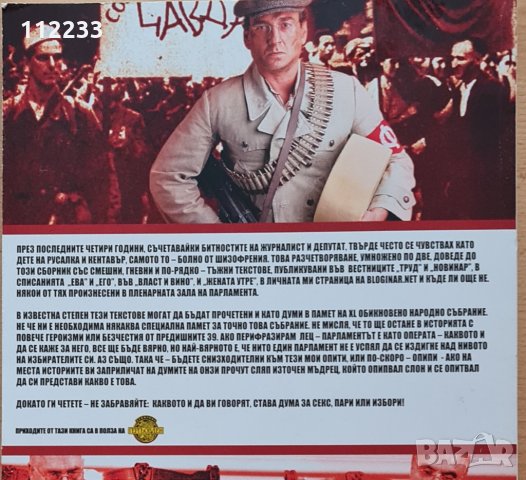 112233
СО
ПРЕЗ ПОСЛЕДНИТЕ ЧЕТИРИ ГОДИНИ, СЪЧЕТАВАЙКИ БИТНОСТИТЕ НА ЖУРНАЛИСТ И ДЕПУТАТ, ТВЪРДЕ ЧЕСТО СЕ ЧУВСТВАХ КАТО
ДЕТЕ НА РУСАЛКА И КЕНТАВЪР, САМОТО ТО – БОЛНО ОТ ШИЗОФРЕНИЯ. ТОВА РАЗЧЕТВОРЯВАНЕ, УМНОЖЕНО ПО ДВЕ, ДОВЕДЕ ДО
ТОЗИ СБОРНИК СЪС СМЕШНИ, ГНЕВНИ И ПО-РЯДКО – ТЪЖНИ ТЕКСТОВЕ, ПУБЛИКУВАНИ ВЪВ ВЕСТНИЦИТЕ „ТРУД" И „НОВИНАР", В
СПИСАНИЯТА „ЕВА" И „ЕГО", ВЪВ „ВЛАСТ И ВИНО". И „ЖЕНАТА УТРЕ", В ЛИЧНАТА МИ СТРАНИЦА НА BLOGINAR.NET И КЪДЕ ЛИ ОЩЕ НЕ.
НЯКОИ ОТ ТЯХ ПРОИЗНЕСЕНИ В ПЛЕНАРНАТА ЗАЛА НА ПАРЛАМЕНТА.
В ИЗВЕСТНА СТЕПЕН ТЕЗИ ТЕКСТОВЕ МОГАТ ДА БЪДАТ ПРОЧЕТЕНИ И КАТО ДУМИ В ПАМЕТ НА XL ОБИКНОВЕНО НАРОДНО СЪБРАНИЕ.
НЕ ЧЕ НИ Е НЕОБХОДИМА НЯКАКВА СПЕЦИАЛНА ПАМЕТ ЗА ТОЧНО ТОВА СЪБРАНИЕ. НЕ МИСЛЯ, ЧЕ ТО ЩЕ ОСТАНЕ В ИСТОРИЯТА С
ПОВЕЧЕ ГЕРОИЗМИ ИЛИ БЕЗЧЕСТИЯ ОТ ПРЕДИШНИТЕ 39. АКО ПЕРИФРАЗИРАМ ЛЕЦ – ПАРЛАМЕНТЪТ Е КАТО ОПЕРАТА – КАКВОТО И
ДА СЕ КАЖЕ ЗА НЕГО, ВСЕ ЩЕ БЪДЕ ВЯРНО, НО НАЙ-ВЯРНОТО Е, ЧЕ НИТО ЕДИН ПАРЛАМЕНТ НЕ Е УСПЯЛ ДА СЕ ИЗДИГНЕ НАД НИВОТО
НА ИЗБИРАТЕЛИТЕ СИ. АЗ СЪЩО. ТАКА ЧЕ – БЪДЕТЕ СНИЗХОДИТЕЛНИ КЪМ ТЕЗИ МОИ ОПИТИ, ИЛИ ПО-СКОРО – ОПИПИ - АКО НА
МЕСТА ИСТОРИИТЕ ВИ ЗАПРИЛИЧАТ НА ДУМИТЕ НА ОНЗИ ПРОЧУТ СЛЯП ИЗТОЧЕН МЪДРЕЦ, КОЙТО ОПИПВАЛ СЛОН И СЕ ОПИТВАЛ
ДА СИ ПРЕДСТАВИ КАКВО Е ТОВА.
ДОКАТО ГИ ЧЕТЕТЕ – НЕ ЗАБРАВЯЙТЕ: КАКВОТО И ДА ВИ ГОВОРЯТ, СТАВА ДУМА ЗА СЕКС, ПАРИ ИЛИ ИЗБОРИ!
ПРИХОДИТЕ ОТ ТАЗИ КНИГА СА В ПОЛЗА НА
BAZAR